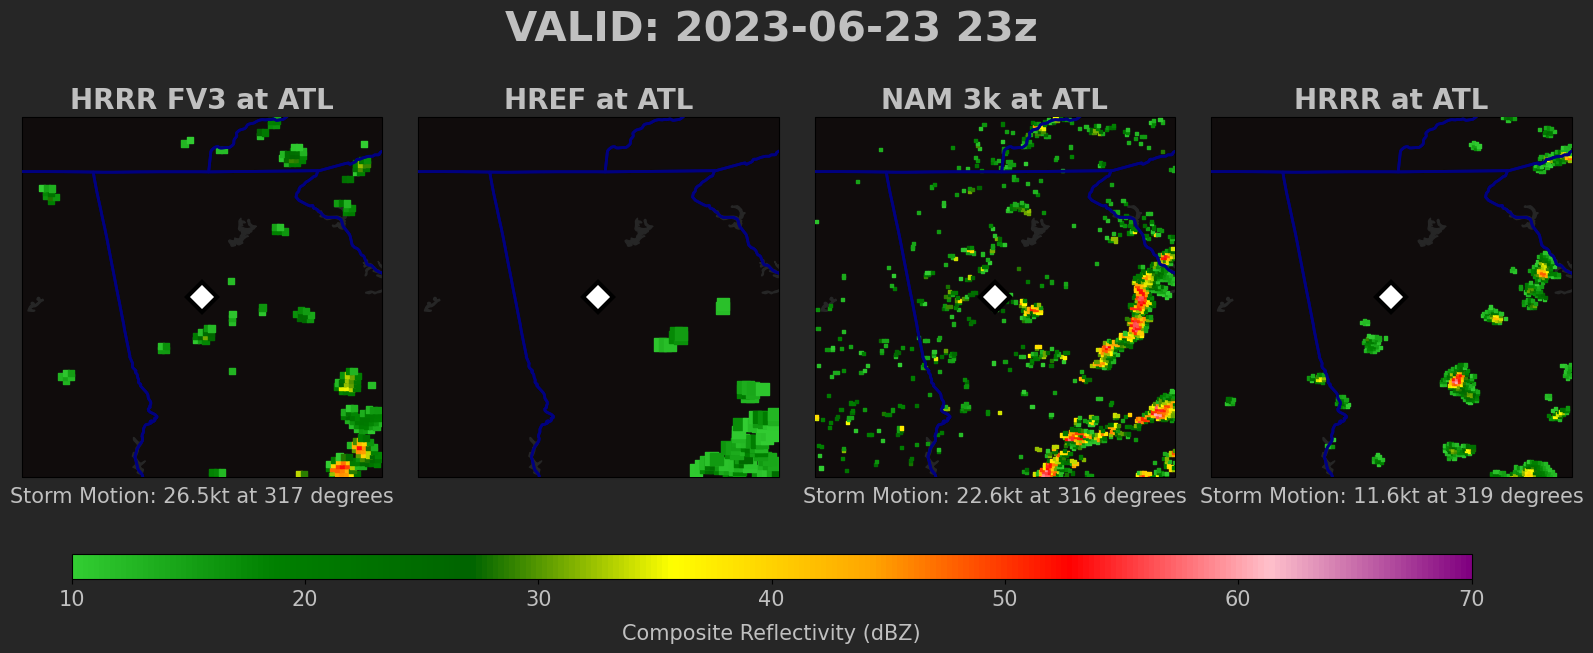 VALID: 2023-06-23 23z
HRRR FV3 at ATL
HREF at ATL
NAM 3k at ATL
HRRR at ATL
Storm Motion: 26.5kt at 317 degrees
Storm Motion: 22.6kt at 316 degrees
Storm Motion: 11.6kt at 319 degrees
10 20 30 40 50 60 70
Composite Reflectivity (dBZ)